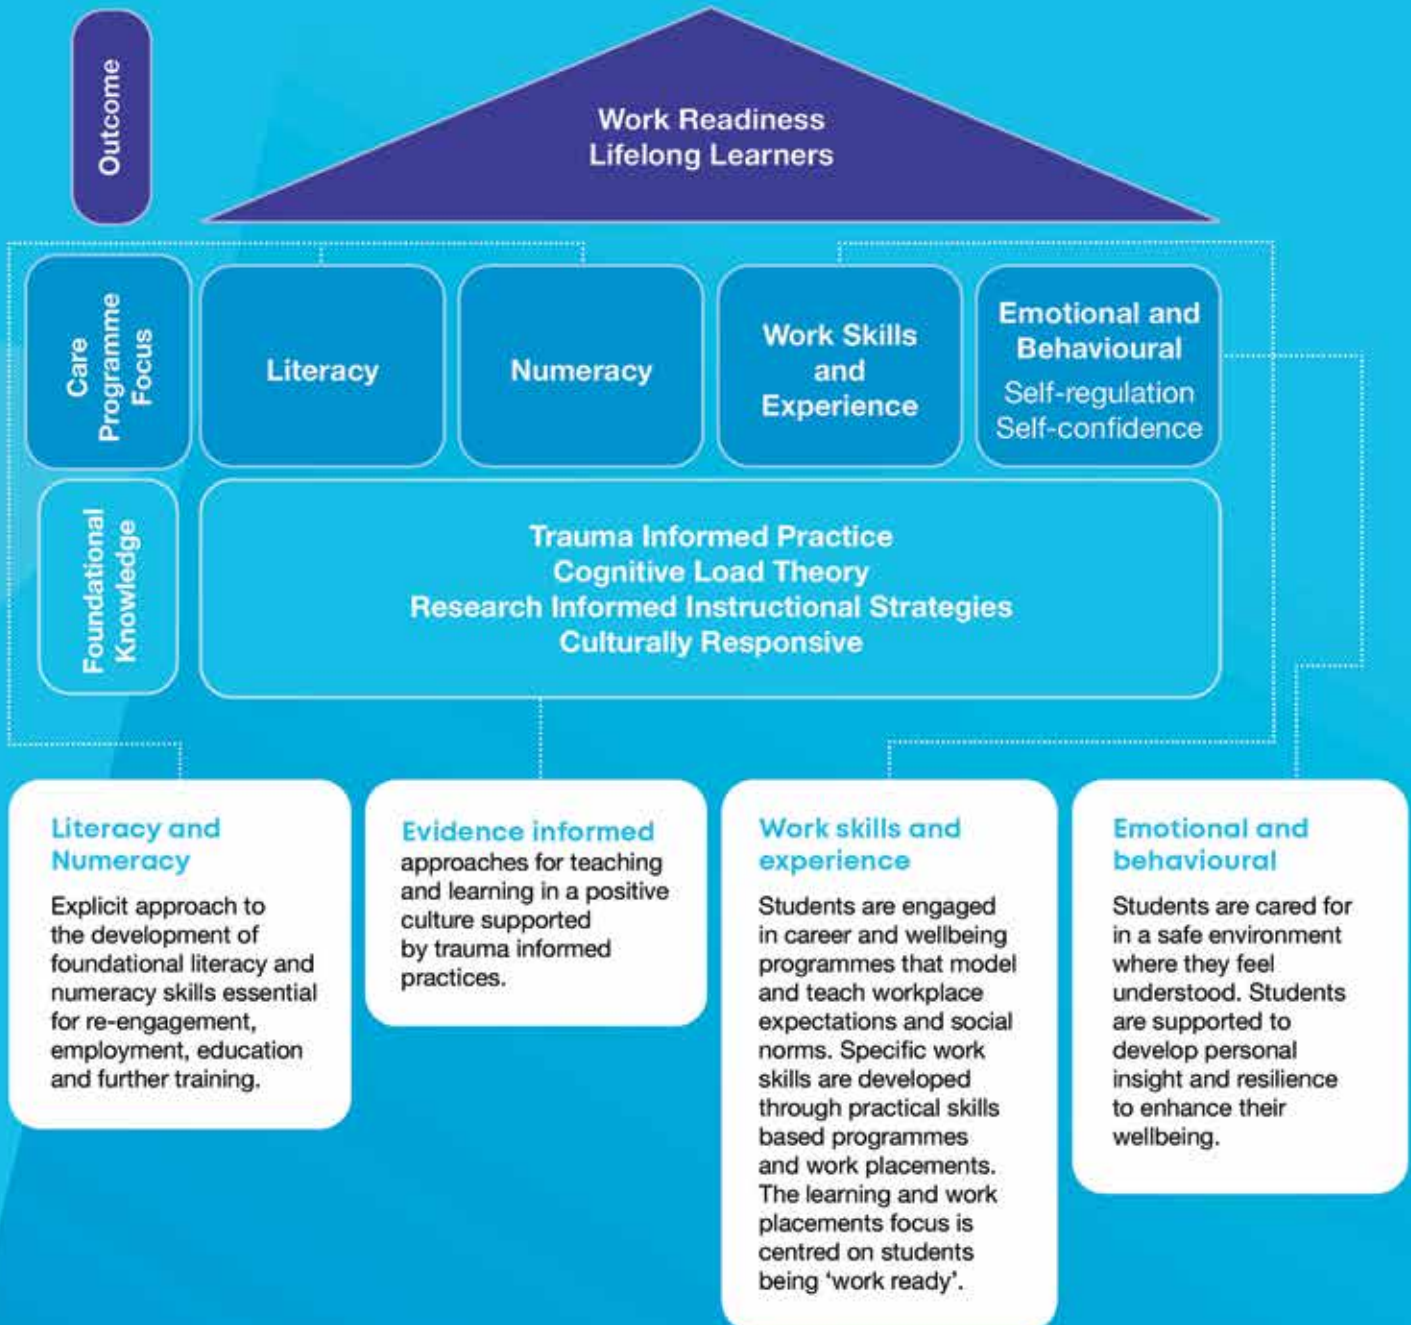 Outcome
Work Readiness
Lifelong Learners
Care
Programme
Focus
Literacy
Numeracy
Work Skills
and
Experience
Emotional and
Behavioural
Self-regulation
Self-confidence
Foundational
Knowledge
Trauma Informed Practice
Cognitive Load Theory
Research Informed Instructional Strategies
Culturally Responsive
Literacy and
Numeracy
Explicit approach to
the development of
foundational literacy and
numeracy skills essential
for re-engagement,
employment, education
and further training.
Evidence informed
approaches for teaching
and learning in a positive
culture supported
by trauma informed
practices.
Work skills and
experience
Students are engaged
in career and wellbeing
programmes that model
and teach workplace
expectations and social
norms. Specific work
skills are developed
through practical skills
based programmes
and work placements.
The learning and work
placements focus is
centred on students
being ‘work ready’.
Emotional and
behavioural
Students are cared for
in a safe environment
where they feel
understood. Students
are supported to
develop personal
insight and resilience
to enhance their
wellbeing.